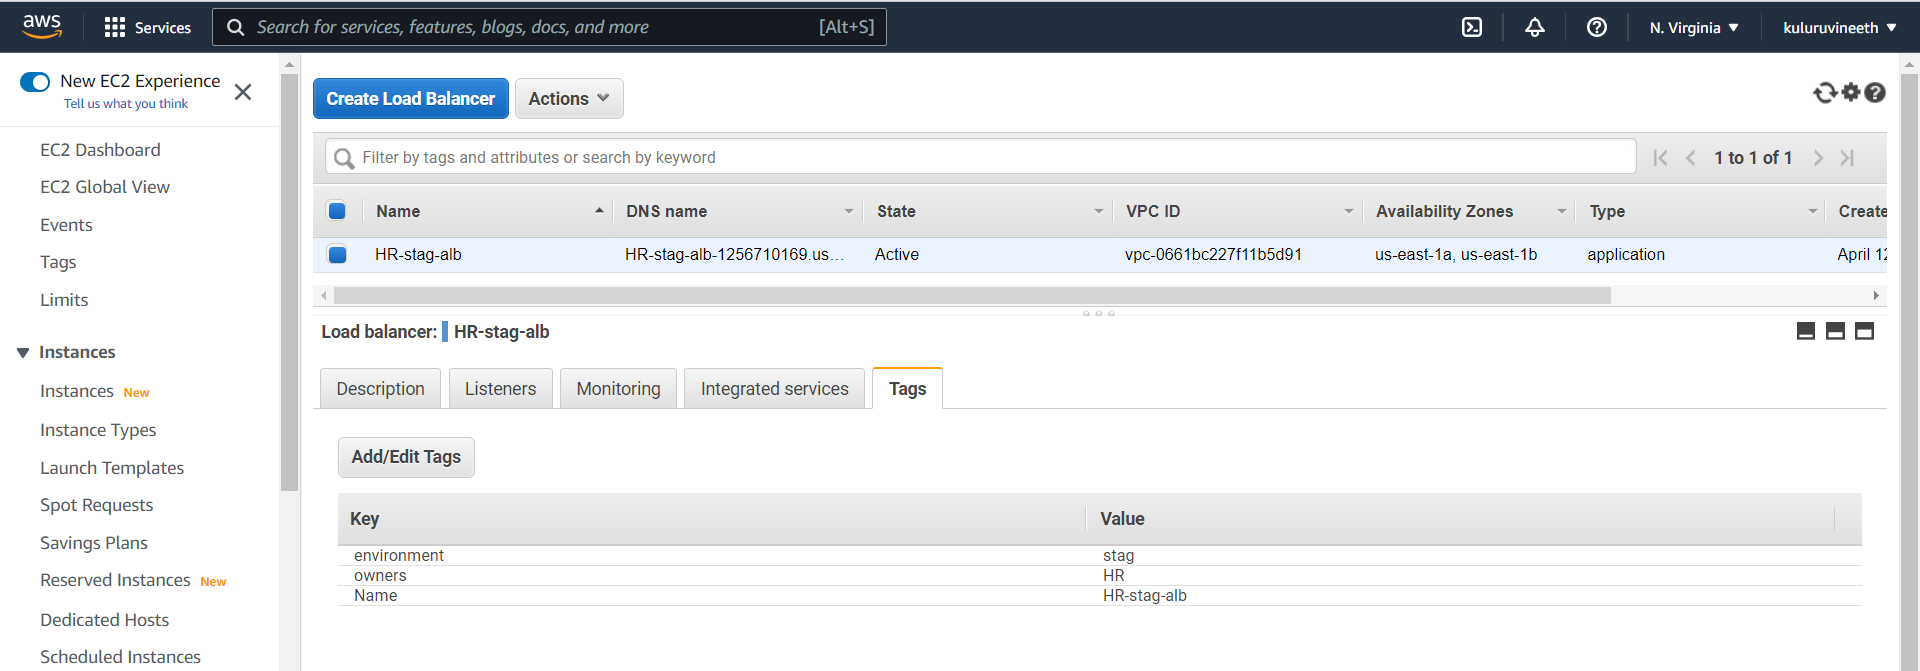 aws Services Search for services, features, blogs, docs, and more [Alt+S] N. Virginia kuluruvineeth
New EC2 Experience
Tell us what you think
EC2 Dashboard
EC2 Global View
Events
Tags
Limits
Instances
Instances New
Instance Types
Launch Templates
Spot Requests
Savings Plans
Reserved Instances New
Dedicated Hosts
Scheduled Instances
Create Load Balancer Actions
Filter by tags and attributes or search by keyword 1 to 1 of 1
Name DNS name State VPC ID Availability Zones Type Create
HR-stag-alb HR-stag-alb-1256710169.us... Active vpc-0661bc227f11b5d91 us-east-1a, us-east-1b application April 12
Load balancer: HR-stag-alb
Description Listeners Monitoring Integrated services Tags
Add/Edit Tags
Key Value
environment stag
owners HR
Name HR-stag-alb